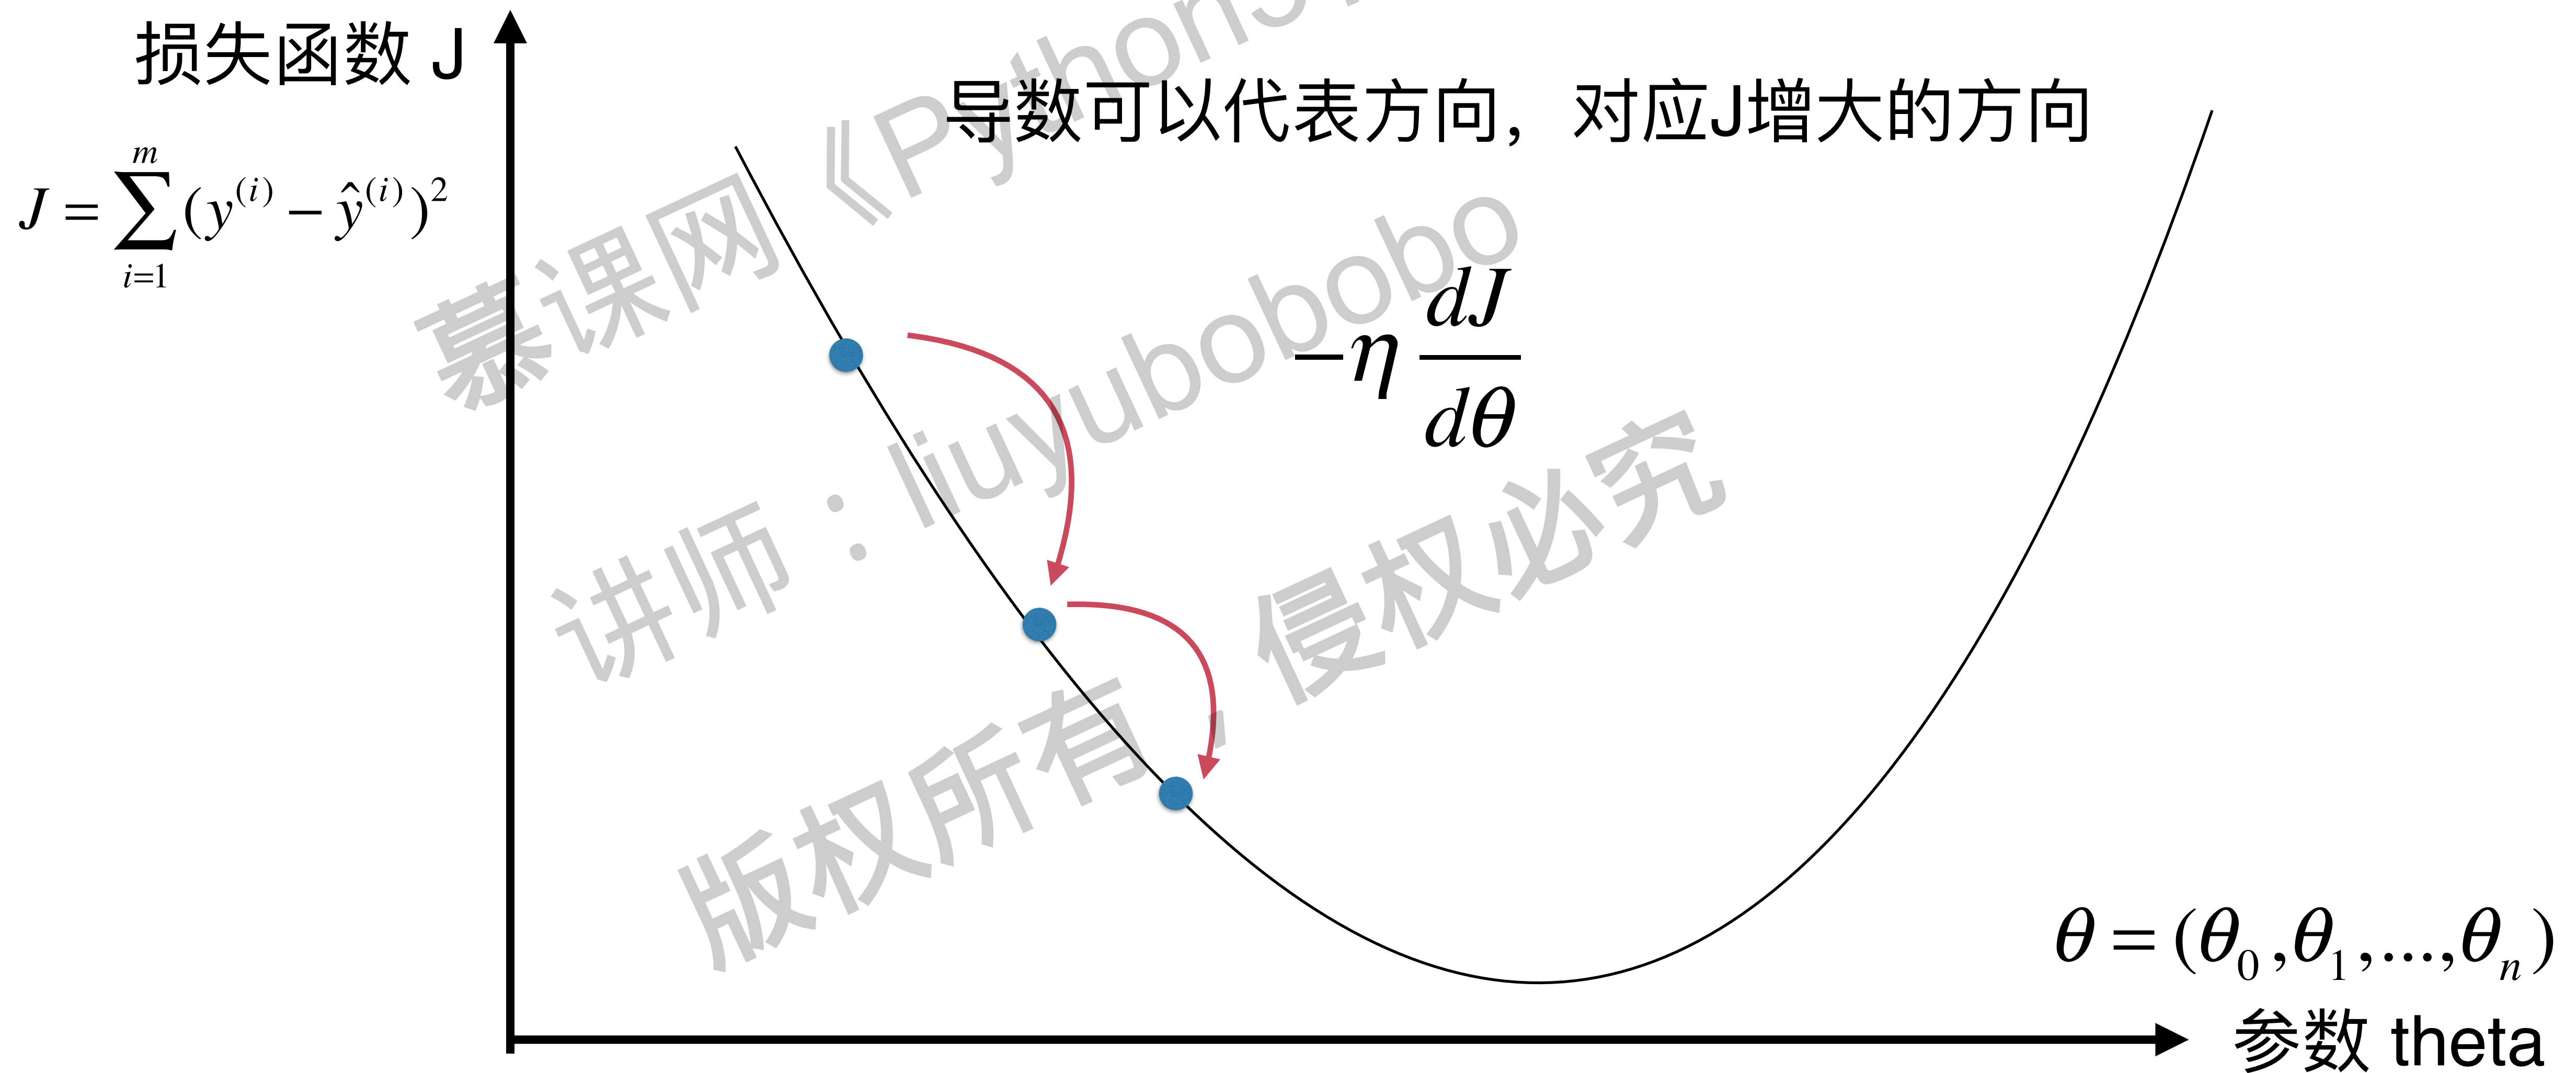 损失函数 J
导数可以代表方向，对应J增大的方向
J = \sum_{i=1}^{m} (y^{(i)} − ŷ^{(i)})^2
−η \frac{dJ}{dθ}
θ = (θ_0, θ_1, ..., θ_n)
参数 theta
慕课网《Python3
讲师：liuyubobobo
版权所有，侵权必究